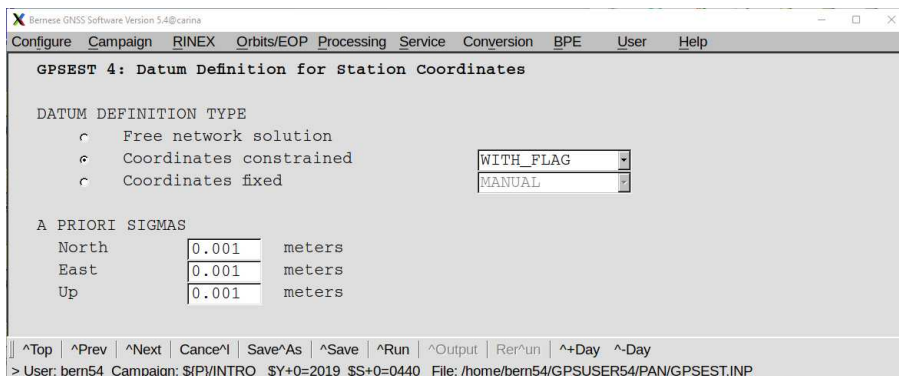 Bernese GNSS Software Version 5.4@carina
Configure Campaign RINEX Orbits/EOP Processing Service Conversion BPE User Help
GPSEST 4: Datum Definition for Station Coordinates
DATUM DEFINITION TYPE
Free network solution
Coordinates constrained WITH_FLAG
Coordinates fixed MANUAL
A PRIORI SIGMAS
North 0.001 meters
East 0.001 meters
Up 0.001 meters
^Top | ^Prev | ^Next | Cance^l | Save^As | ^Save | ^Run | ^Output | Rer^un | ^+Day ^-Day
> User: bern54 Campaign: ${P}/INTRO $Y+0=2019 $S+0=0440 File: /home/bern54/GPSUSER54/PAN/GPSEST.INP